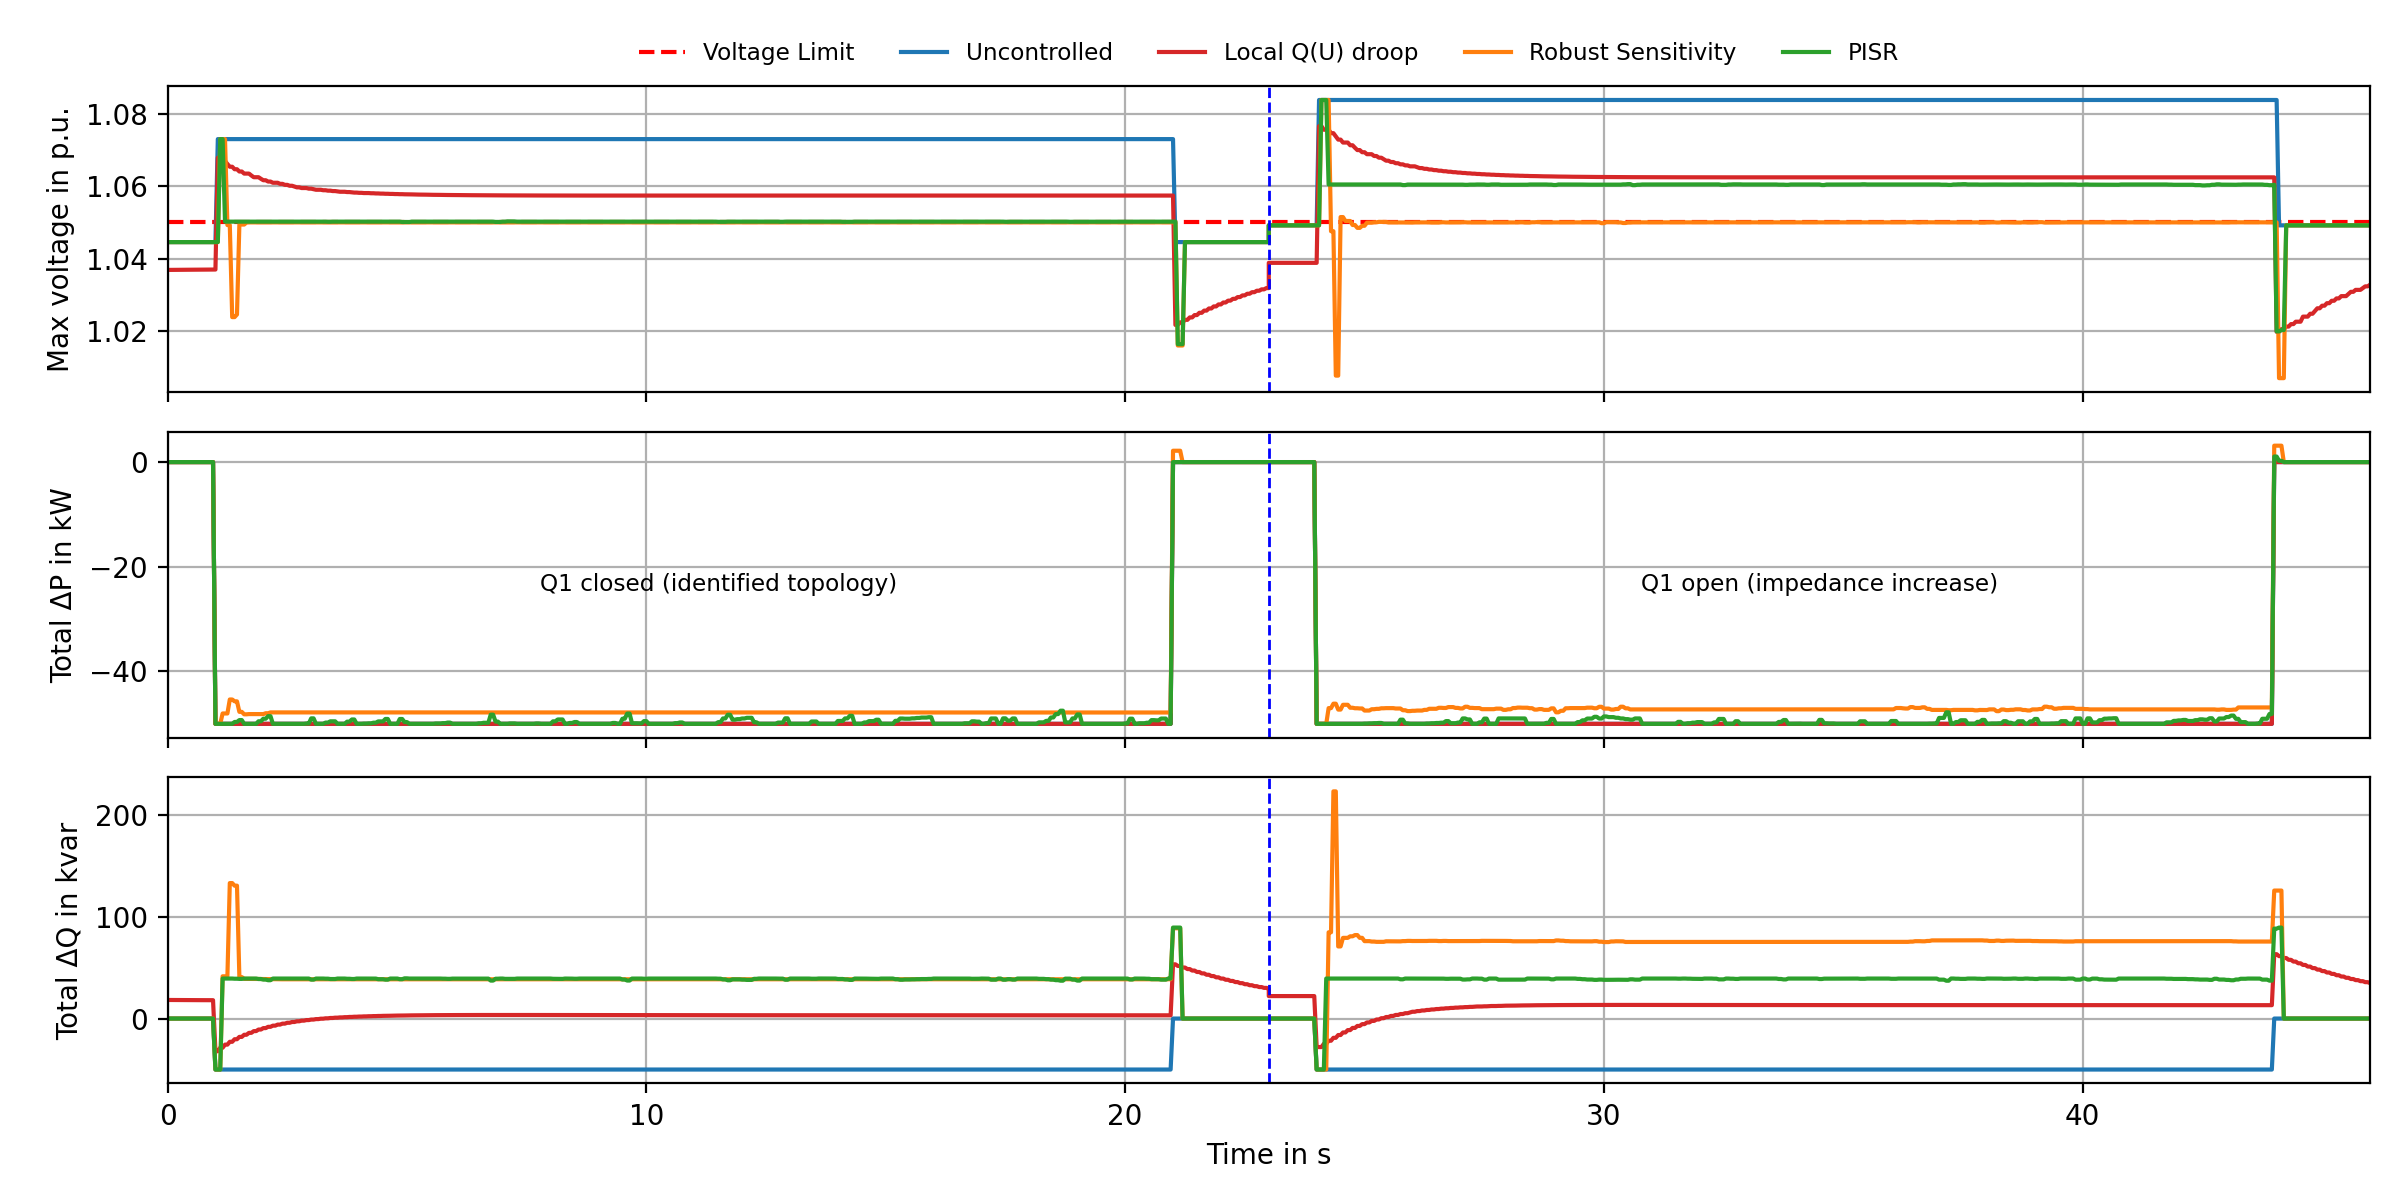 Voltage Limit Uncontrolled Local Q(U) droop Robust Sensitivity PISR
Max voltage in p.u.
1.08
1.06
1.04
1.02
Total ΔP in kW
0
−20
−40
Q1 closed (identified topology)
Q1 open (impedance increase)
Total ΔQ in kvar
200
100
0
0 10 20 30 40
Time in s